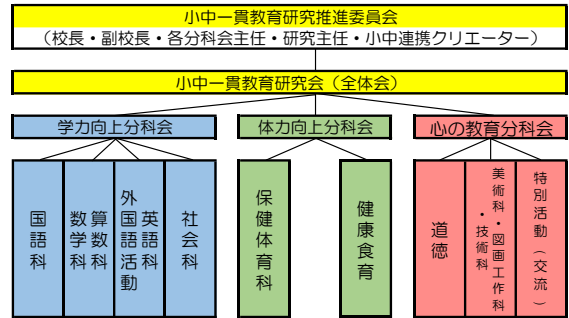 小中一貫教育研究推進委員会
（校長・副校長・各分科会主任・研究主任・小中連携クリエーター）
小中一貫教育研究会（全体会）
学力向上分科会
体力向上分科会
心の教育分科会
国語科
算数科
数学科
英語科
外国語活動
社会科
保健体育科
健康食育
道徳
美術科・図画工作科
・技術科
特別活動（交流）